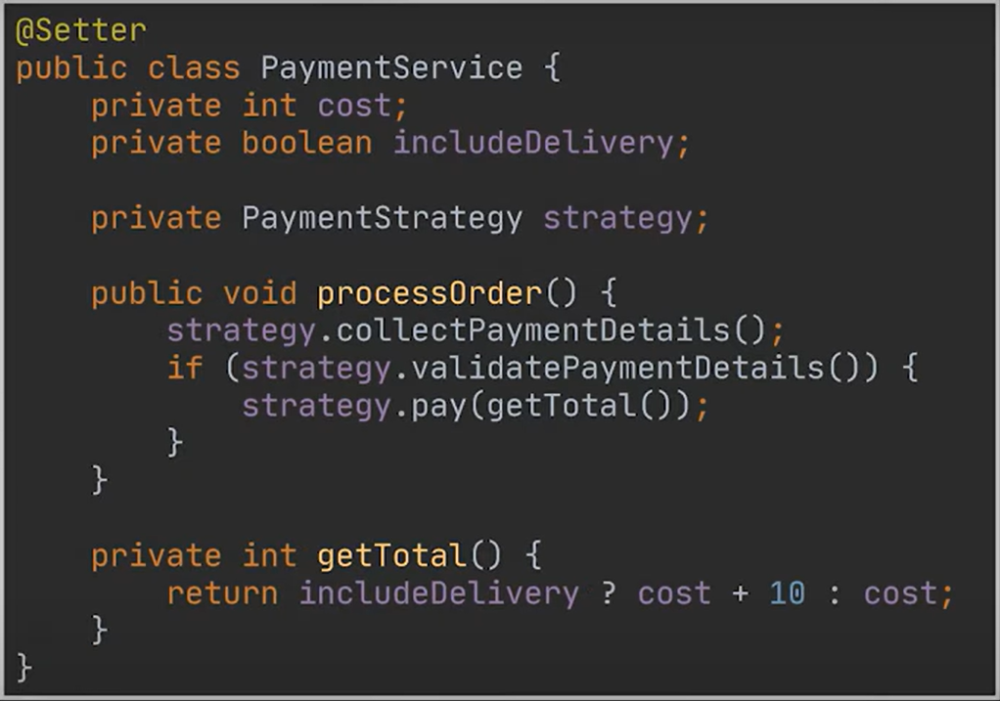 @Setter
public class PaymentService {
    private int cost;
    private boolean includeDelivery;

    private PaymentStrategy strategy;

    public void processOrder() {
        strategy.collectPaymentDetails();
        if (strategy.validatePaymentDetails()) {
            strategy.pay(getTotal());
        }
    }

    private int getTotal() {
        return includeDelivery ? cost + 10 : cost;
    }
}